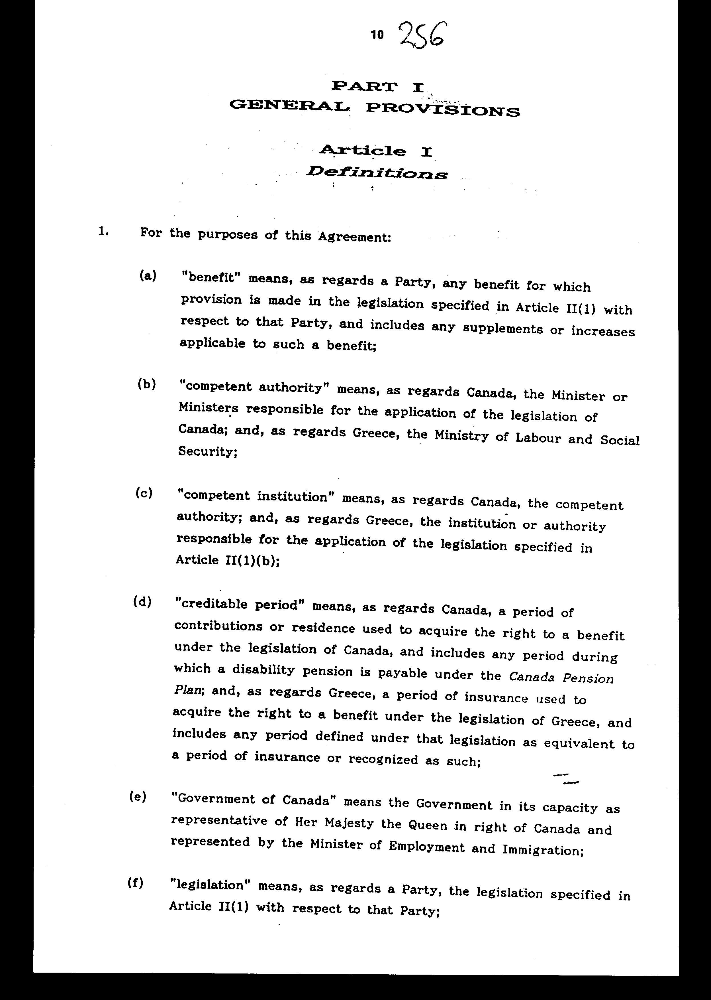 10 256
PART I
GENERAL PROVISIONS
Article I
Definitions
1. For the purposes of this Agreement:
(a) "benefit" means, as regards a Party, any benefit for which
provision is made in the legislation specified in Article II(1) with
respect to that Party, and includes any supplements or increases
applicable to such a benefit;
(b) "competent authority" means, as regards Canada, the Minister or
Ministers responsible for the application of the legislation of
Canada; and, as regards Greece, the Ministry of Labour and Social
Security;
(c) "competent institution" means, as regards Canada, the competent
authority; and, as regards Greece, the institution or authority
responsible for the application of the legislation specified in
Article II(1)(b);
(d) "creditable period" means, as regards Canada, a period of
contributions or residence used to acquire the right to a benefit
under the legislation of Canada, and includes any period during
which a disability pension is payable under the Canada Pension
Plan; and, as regards Greece, a period of insurance used to
acquire the right to a benefit under the legislation of Greece, and
includes any period defined under that legislation as equivalent to
a period of insurance or recognized as such;
(e) "Government of Canada" means the Government in its capacity as
representative of Her Majesty the Queen in right of Canada and
represented by the Minister of Employment and Immigration;
(f) "legislation" means, as regards a Party, the legislation specified in
Article II(1) with respect to that Party;